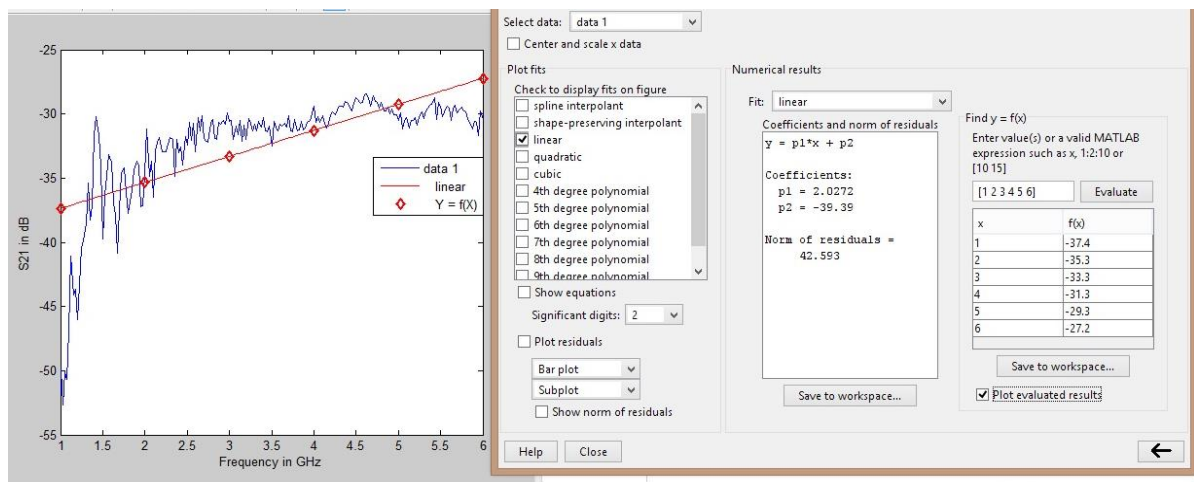 -25
-30
-35
-40
-45
-50
-55
S21 in dB
1 1.5 2 2.5 3 3.5 4 4.5 5 5.5 6
Frequency in GHz
data 1
linear
Y = f(X)
Select data: data 1
Center and scale x data
Plot fits
Check to display fits on figure
spline interpolant
shape-preserving interpolant
linear
quadratic
cubic
4th degree polynomial
5th degree polynomial
6th degree polynomial
7th degree polynomial
8th degree polynomial
9th degree polynomial
Show equations
Significant digits: 2
Plot residuals
Bar plot
Subplot
Show norm of residuals
Numerical results
Fit: linear
Coefficients and norm of residuals
y = p1*x + p2
Coefficients:
p1 = 2.0272
p2 = -39.39
Norm of residuals =
42.593
Save to workspace...
Find y = f(x)
Enter value(s) or a valid MATLAB
expression such as x, 1:2:10 or
[10 15]
[1 2 3 4 5 6] Evaluate
x f(x)
1 -37.4
2 -35.3
3 -33.3
4 -31.3
5 -29.3
6 -27.2
Save to workspace...
Plot evaluated results
Help Close